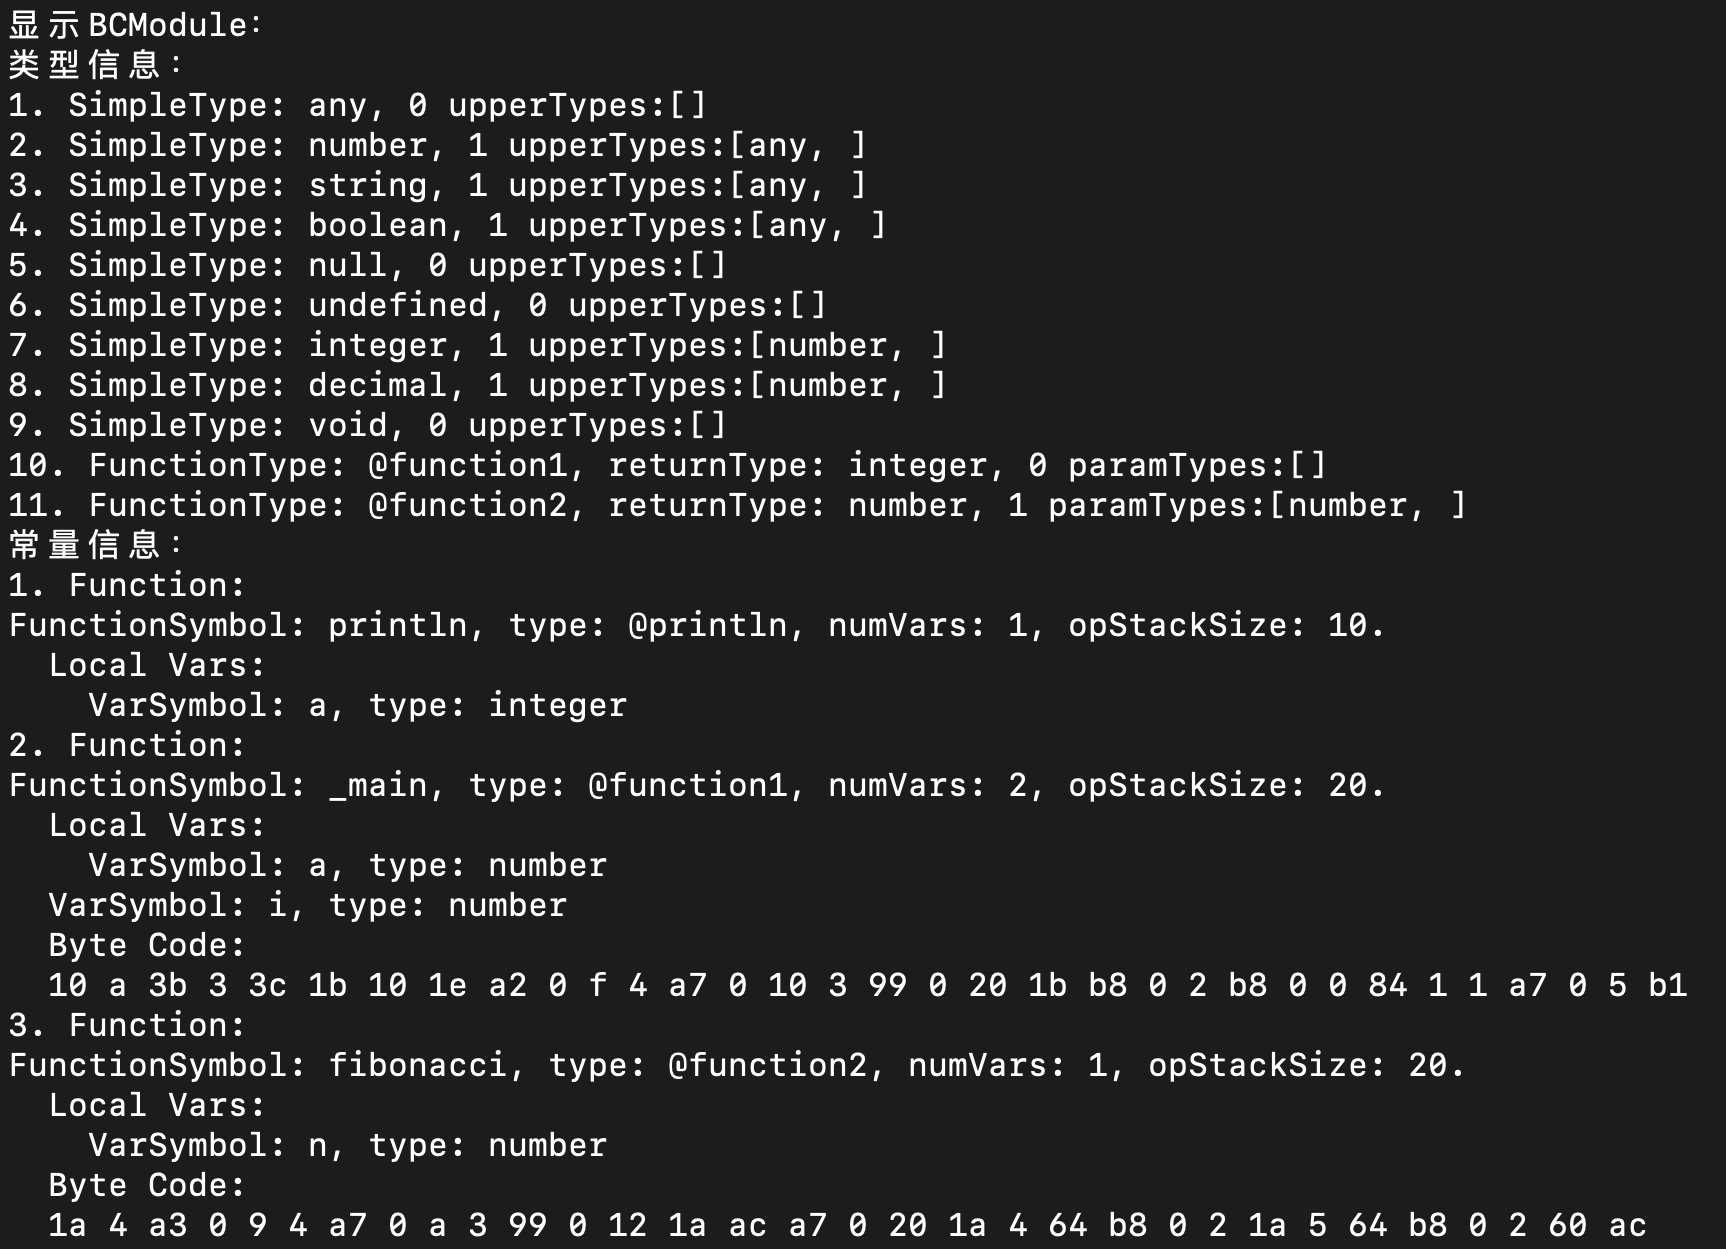 显示BCModule:
类型信息：
1. SimpleType: any, 0 upperTypes:[]
2. SimpleType: number, 1 upperTypes:[any, ]
3. SimpleType: string, 1 upperTypes:[any, ]
4. SimpleType: boolean, 1 upperTypes:[any, ]
5. SimpleType: null, 0 upperTypes:[]
6. SimpleType: undefined, 0 upperTypes:[]
7. SimpleType: integer, 1 upperTypes:[number, ]
8. SimpleType: decimal, 1 upperTypes:[number, ]
9. SimpleType: void, 0 upperTypes:[]
10. FunctionType: @function1, returnType: integer, 0 paramTypes:[]
11. FunctionType: @function2, returnType: number, 1 paramTypes:[number, ]
常量信息：
1. Function:
FunctionSymbol: println, type: @println, numVars: 1, opStackSize: 10.
  Local Vars:
    VarSymbol: a, type: integer
2. Function:
FunctionSymbol: _main, type: @function1, numVars: 2, opStackSize: 20.
  Local Vars:
    VarSymbol: a, type: number
  VarSymbol: i, type: number
  Byte Code:
  10 a 3b 3 3c 1b 10 1e a2 0 f 4 a7 0 10 3 99 0 20 1b b8 0 2 b8 0 0 84 1 1 a7 0 5 b1
3. Function:
FunctionSymbol: fibonacci, type: @function2, numVars: 1, opStackSize: 20.
  Local Vars:
    VarSymbol: n, type: number
  Byte Code:
  1a 4 a3 0 9 4 a7 0 a 3 99 0 12 1a ac a7 0 20 1a 4 64 b8 0 2 1a 5 64 b8 0 2 60 ac